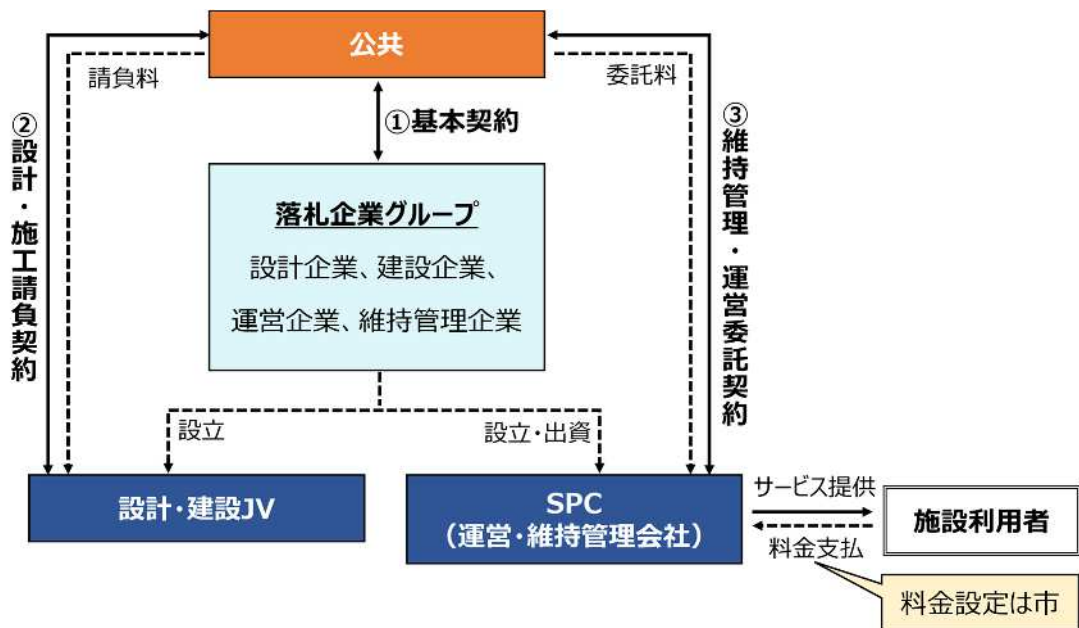 公共
請負料
委託料
①基本契約
②設計・施工請負契約
③維持管理・運営委託契約
落札企業グループ
設計企業、建設企業、
運営企業、維持管理企業
設立
設立・出資
設計・建設JV
SPC
（運営・維持管理会社）
サービス提供
料金支払
施設利用者
料金設定は市